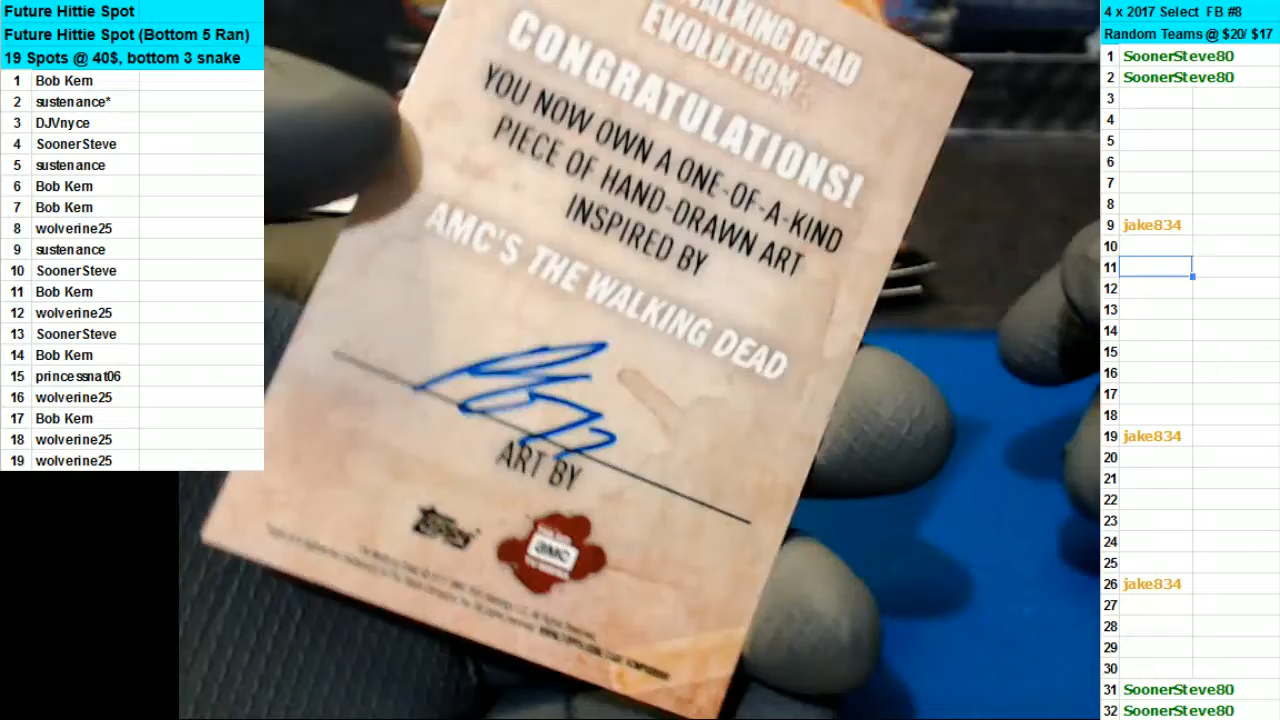 Future Hittie Spot
Future Hittie Spot (Bottom 5 Ran)
19 Spots @ 40$, bottom 3 snake
1 Bob Kern
2 sustenance*
3 DJVnyce
4 SoonerSteve
5 sustenance
6 Bob Kern
7 Bob Kern
8 wolverine25
9 sustenance
10 SoonerSteve
11 Bob Kern
12 wolverine25
13 SoonerSteve
14 Bob Kern
15 princessnat06
16 wolverine25
17 Bob Kern
18 wolverine25
19 wolverine25
WALKING DEAD
EVOLUTION
CONGRATULATIONS!
YOU NOW OWN A ONE-OF-A-KIND
PIECE OF HAND-DRAWN ART
INSPIRED BY
AMC'S THE WALKING DEAD
ART BY
TOPPS
AMC
4 x 2017 Select FB #8
Random Teams @ $20/ $17
1 SoonerSteve80
2 SoonerSteve80
3
4
5
6
7
8
9 jake834
10
11
12
13
14
15
16
17
18
19 jake834
20
21
22
23
24
25
26 jake834
27
28
29
30
31 SoonerSteve80
32 SoonerSteve80